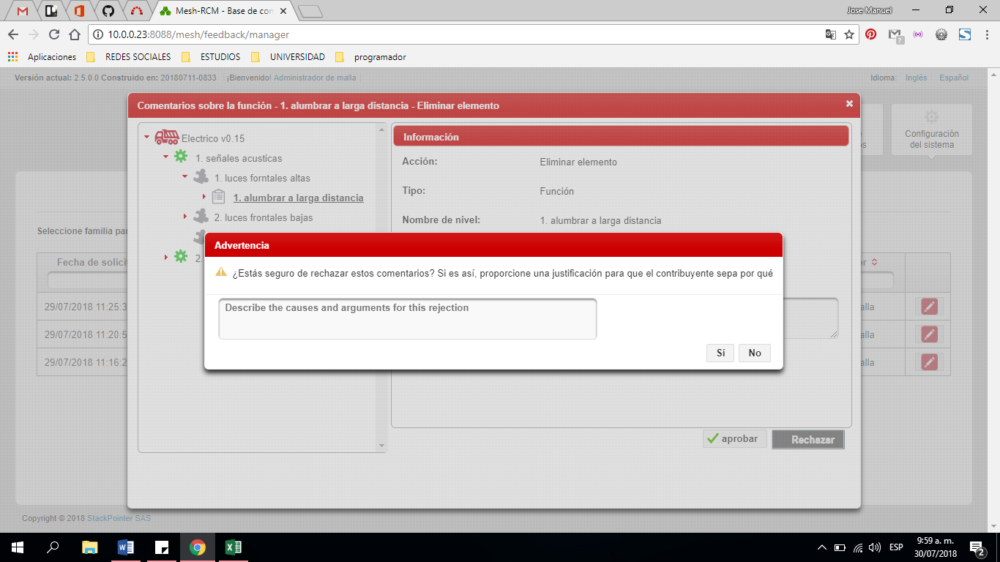 Mesh-RCM - Base de con
Jose Manuel
10.0.0.23:8088/mesh/feedback/manager
Aplicaciones
REDES SOCIALES
ESTUDIOS
UNIVERSIDAD
programador
Versión actual: 2.5.0.0 Construido en: 20180711-0833
¡Bienvenido! Administrador de malla
Idioma:
Inglés
Español
Comentarios sobre la función - 1. alumbrar a larga distancia - Eliminar elemento
Configuración
del sistema
Electrico v0.15
1. señales acusticas
1. luces forntales altas
1. alumbrar a larga distancia
2. luces frontales bajas
2.
Información
Acción:
Eliminar elemento
Tipo:
Función
Nombre de nivel:
1. alumbrar a larga distancia
Seleccione familia par
Fecha de solicit
29/07/2018 11:25:3
29/07/2018 11:20:5
29/07/2018 11:16:2
alla
alla
alla
Advertencia
¿Estás seguro de rechazar estos comentarios? Si es así, proporcione una justificación para que el contribuyente sepa por qué
Describe the causes and arguments for this rejection
Sí
No
aprobar
Rechazar
Copyright © 2018 StackPointer SAS
ESP
9:59 a. m.
30/07/2018
2